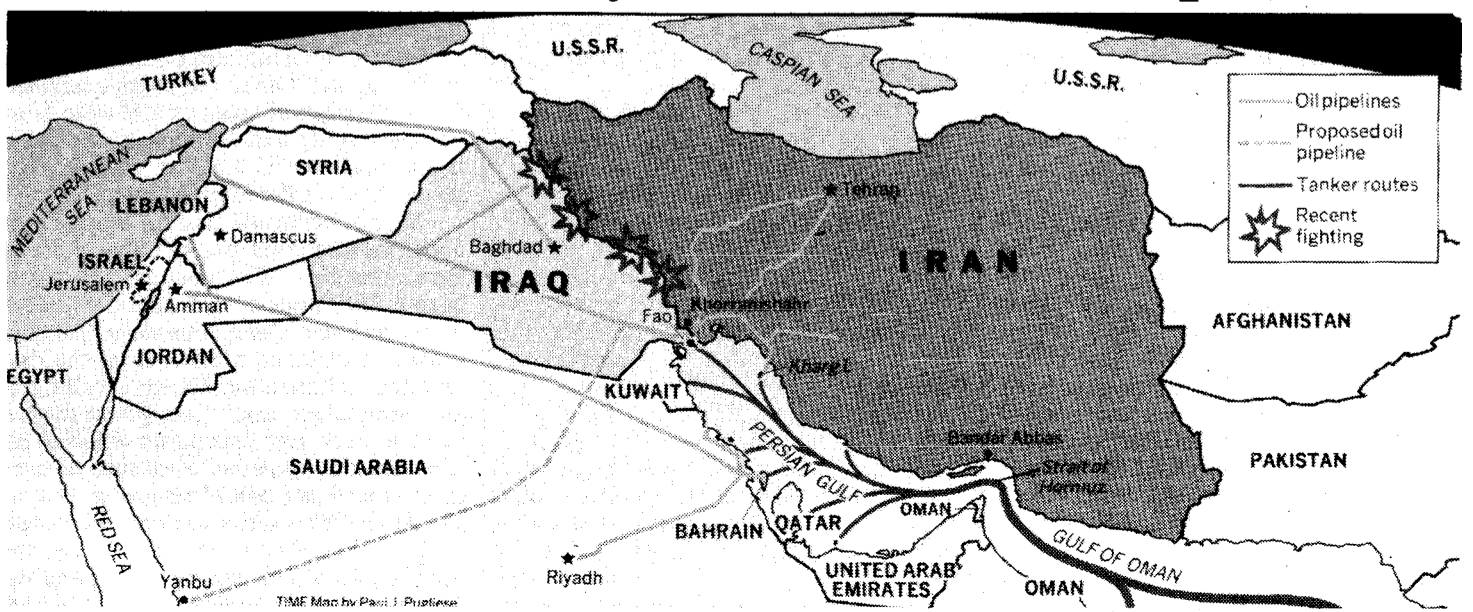 U.S.S.R.
CASPIAN SEA
U.S.S.R.
TURKEY
Oil pipelines
Proposed oil
pipeline
Tanker routes
Recent
fighting
MEDITERRANEAN
SEA
SYRIA
LEBANON
Tehran
Damascus
Baghdad
ISRAEL
Jerusalem
Amman
IRAQ
IRAN
Khorramshahr
Fao
AFGHANISTAN
JORDAN
EGYPT
Kharg I.
KUWAIT
Bandar Abbas
PERSIAN GULF
SAUDI ARABIA
Strait of
Hormuz
PAKISTAN
RED SEA
OMAN
BAHRAIN
QATAR
GULF OF OMAN
Yanbu
Riyadh
UNITED ARAB
EMIRATES
OMAN
TIME Map by Paul J. Pugliese